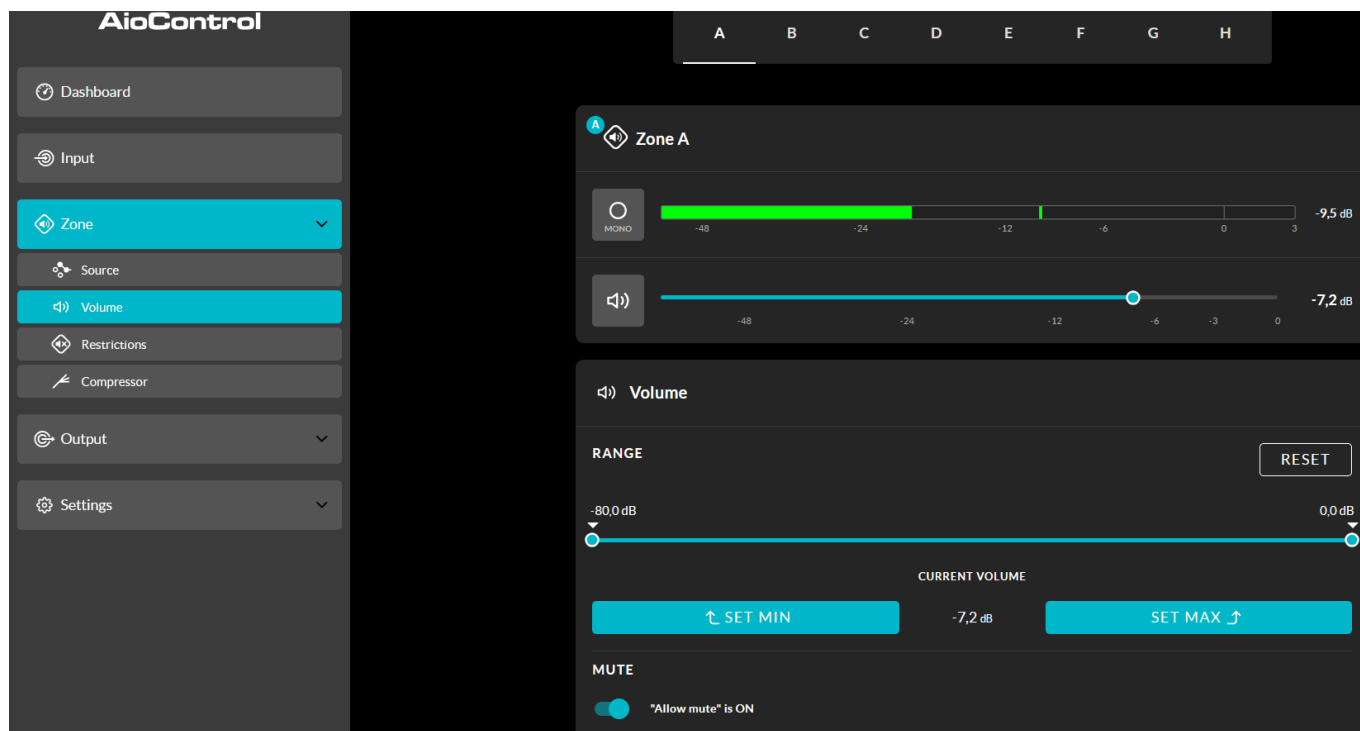 AioControl
A B C D E F G H
Dashboard
Input
Zone
Source
Volume
Restrictions
Compressor
Output
Settings
A
Zone A
MONO
-48 -24 -12 -6 0 3
-9,5 dB
-48 -24 -12 -6 -3 0
-7,2 dB
Volume
RANGE
RESET
-80,0 dB 0,0 dB
CURRENT VOLUME
SET MIN -7,2 dB SET MAX
MUTE
"Allow mute" is ON